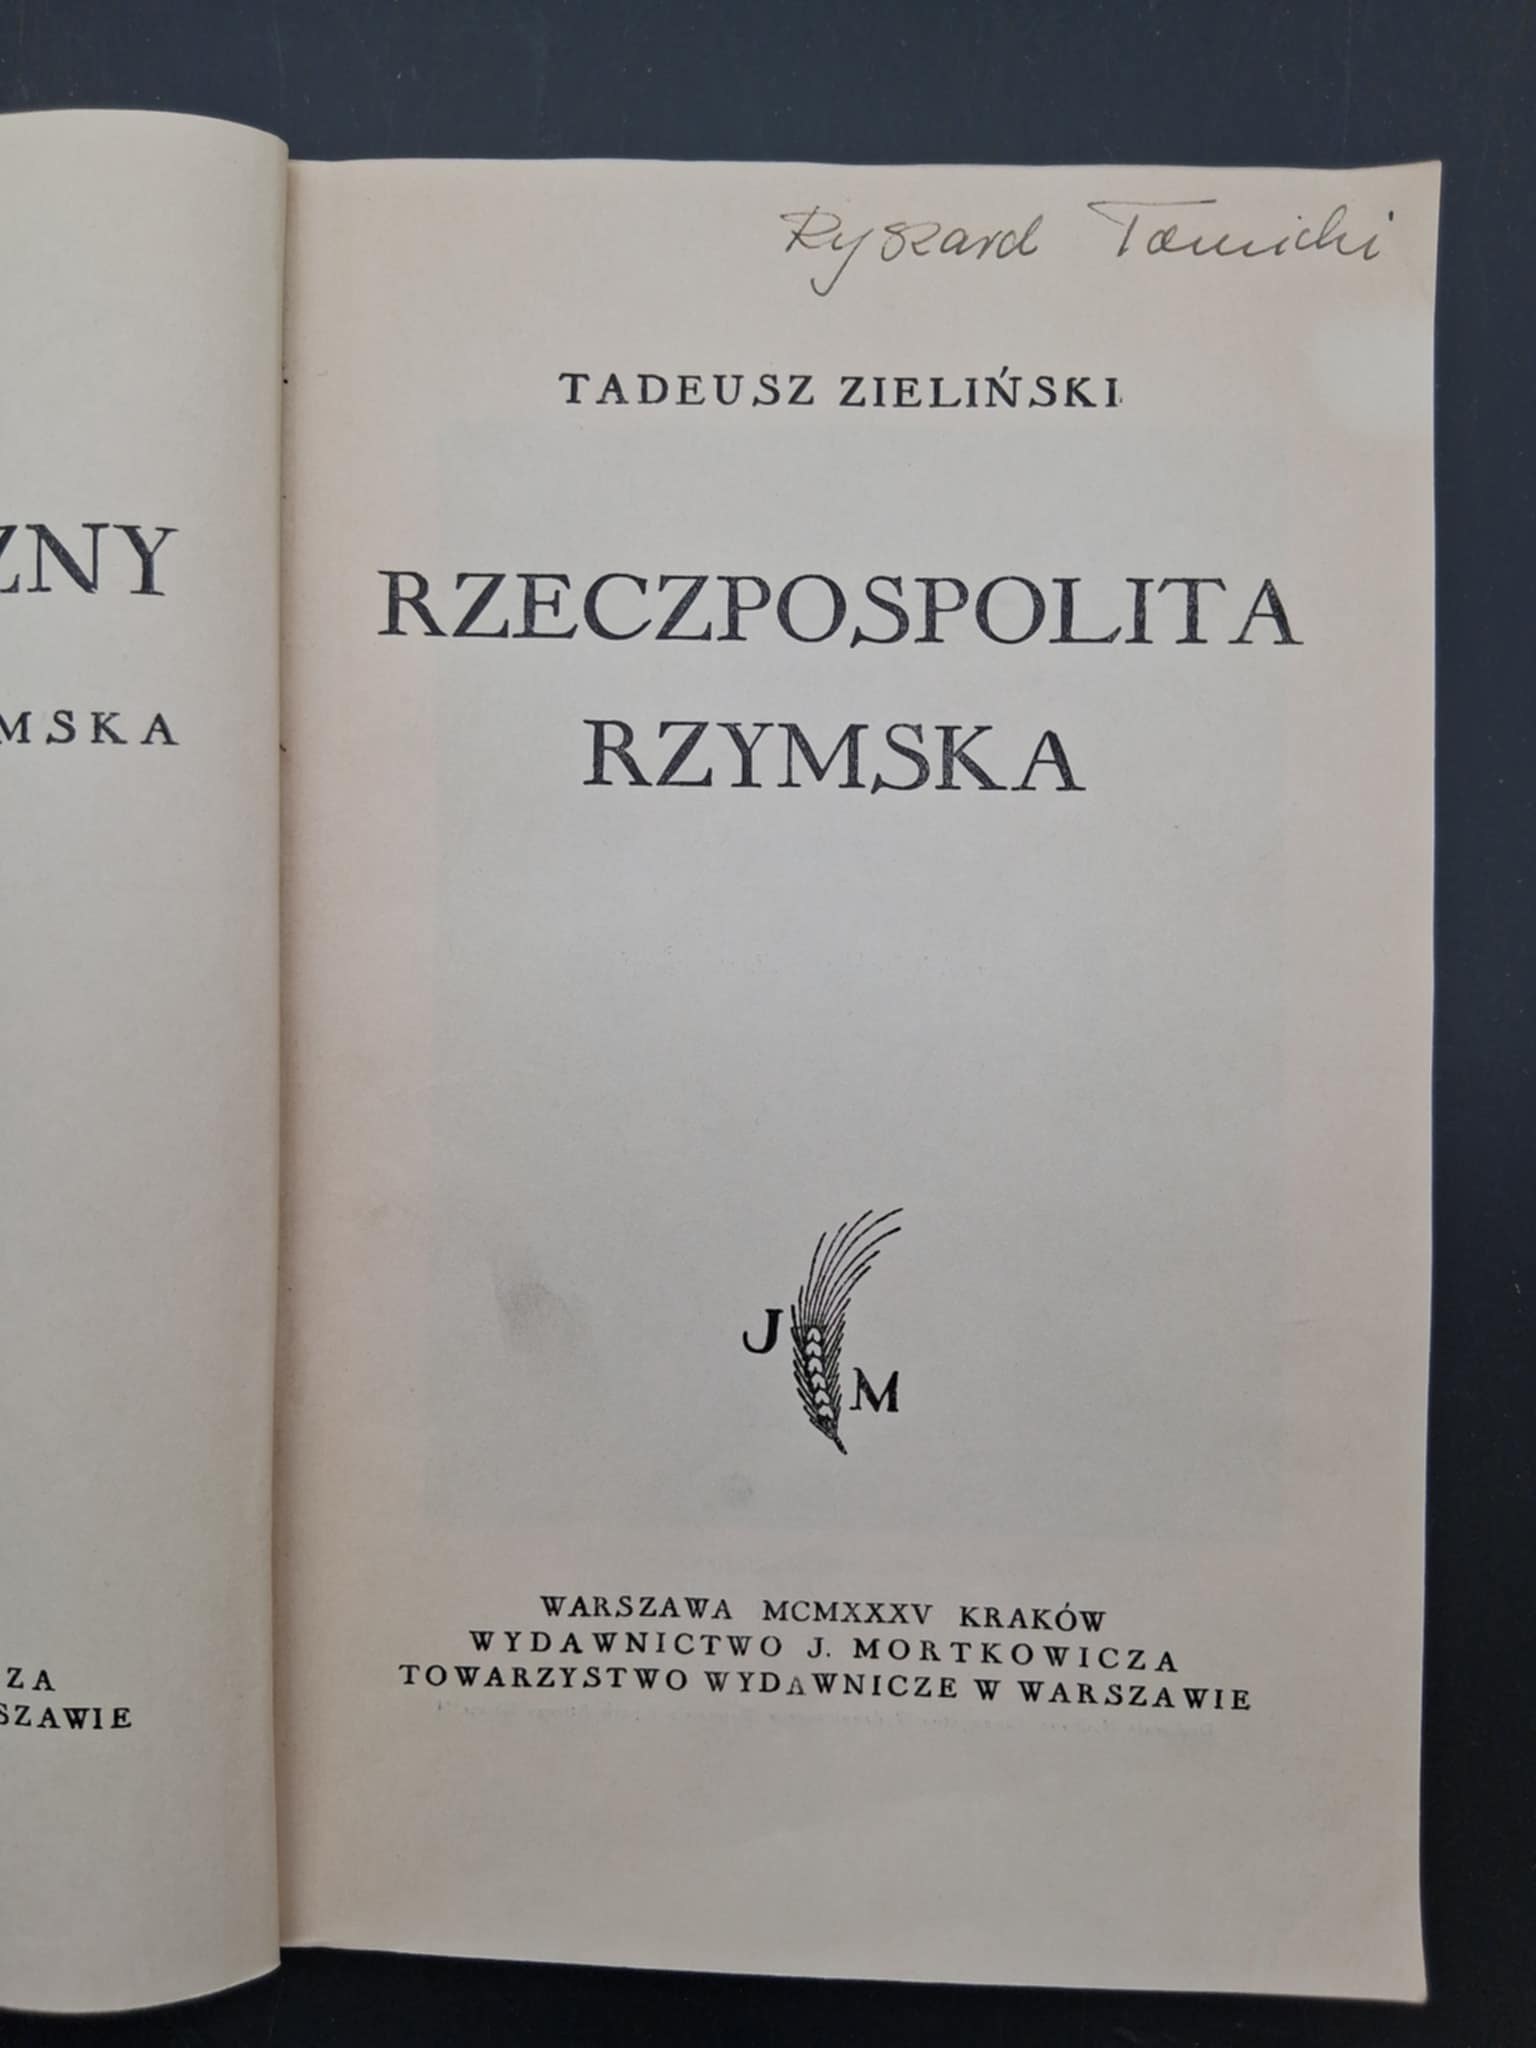 ZNY
MSKA
ZA
SZAWIE
Ryszard Tomicki
TADEUSZ ZIELIŃSKI
RZECZPOSPOLITA
RZYMSKA
J M
WARSZAWA MCMXXXV KRAKÓW
WYDAWNICTWO J. MORTKOWICZA
TOWARZYSTWO WYDAWNICZE W WARSZAWIE